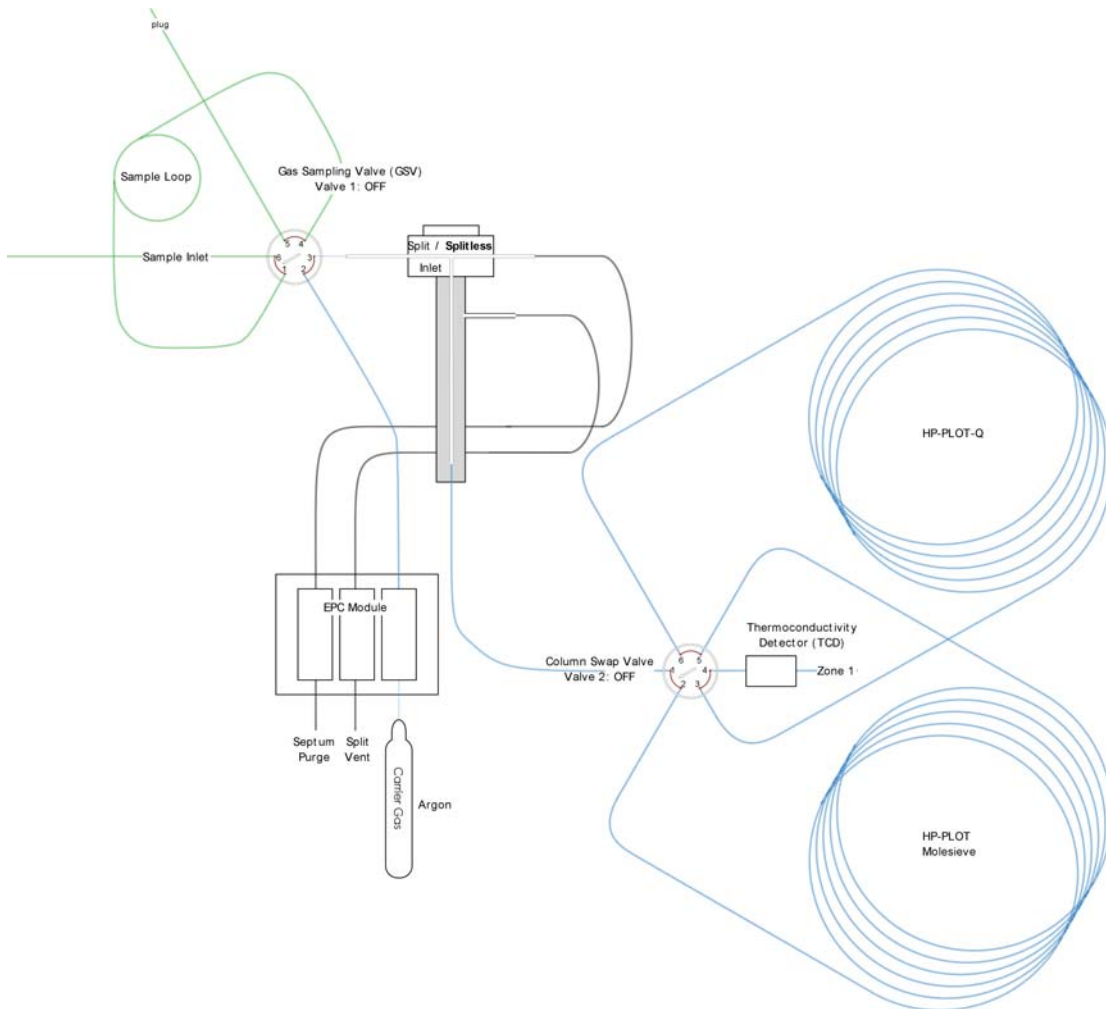 plug
Sample Loop
Gas Sampling Valve (GSV)
Valve 1: OFF
5 4
6 3
1 2
Sample Inlet
Split / Splitless
Inlet
HP-PLOT-Q
EPC Module
Thermoconductivity
Detector (TCD)
Column Swap Valve
Valve 2: OFF
6 5
1 4
2 3
Zone 1
Septum
Purge
Split
Vent
Carrier Gas
Argon
HP-PLOT
Molesieve